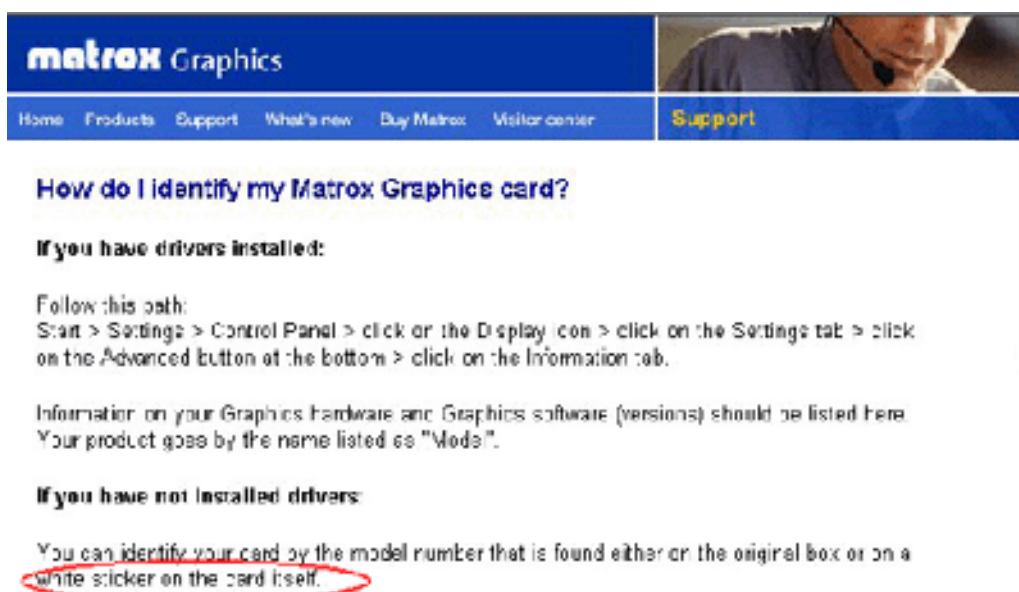 matrox Graphics
Home Products Support What's new Buy Matrox Visitor center Support
How do I identify my Matrox Graphics card?
If you have drivers installed:
Follow this path:
Start > Settings > Control Panel > click on the Display icon > click on the Settings tab > click
on the Advanced button at the bottom > click on the Information tab.
Information on your Graphics hardware and Graphics software (versions) should be listed here.
Your product goes by the name listed as "Model".
If you have not installed drivers:
You can identify your card by the model number that is found either on the original box or on a
white sticker on the card itself.